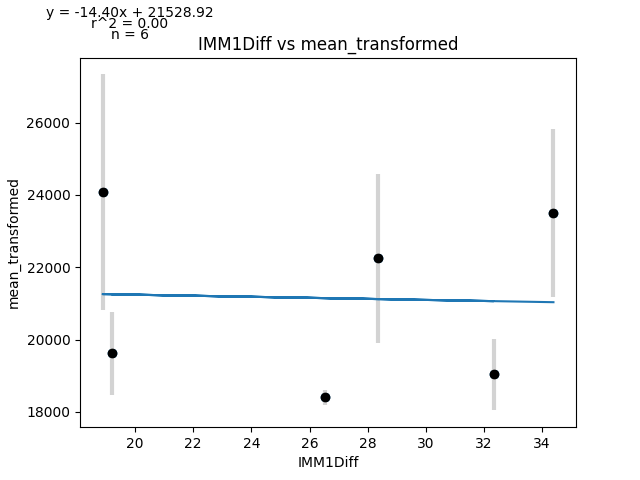 y = -14.40x + 21528.92
r^2 = 0.00
n = 6
IMM1Diff vs mean_transformed
mean_transformed
26000
24000
22000
20000
18000
20 22 24 26 28 30 32 34
IMM1Diff